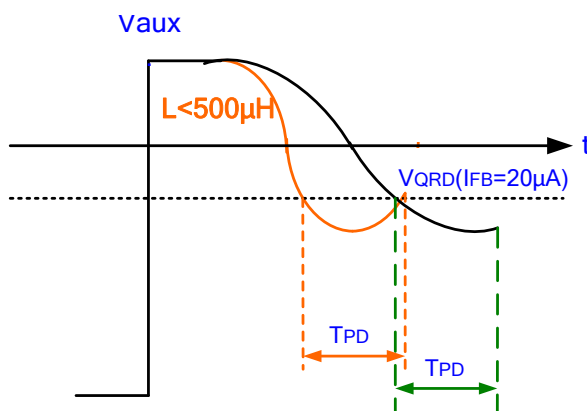 Vaux
L<500μH
t
VQRD(IFB=20μA)
TPD
TPD